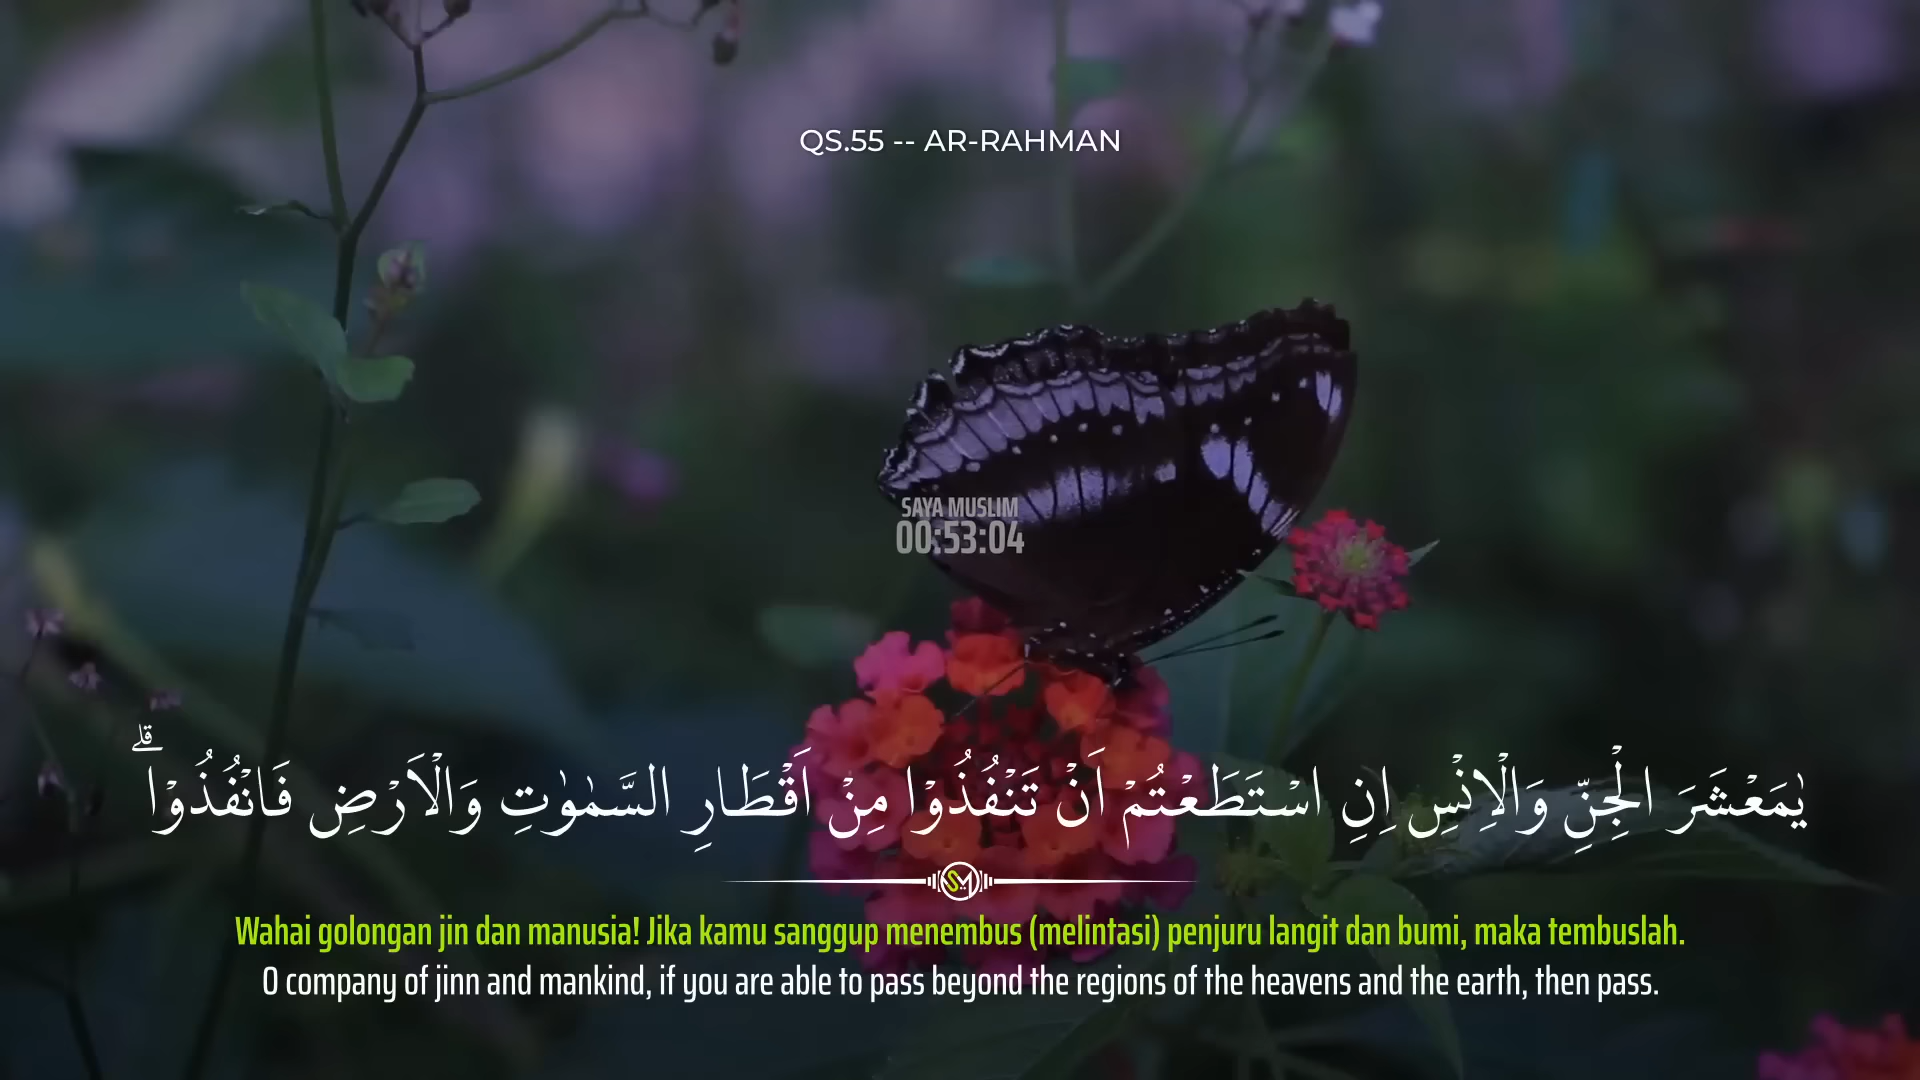 QS.55 -- AR-RAHMAN
SAYA MUSLIM
00:53:04
يٰمَعْشَرَ الْجِنِّ وَالْاِنْسِ اِنِ اسْتَطَعْتُمْ اَنْ تَنْفُذُوْا مِنْ اَقْطَارِ السَّمٰوٰتِ وَالْاَرْضِ فَانْفُذُوْاۗ
SM
Wahai golongan jin dan manusia! Jika kamu sanggup menembus (melintasi) penjuru langit dan bumi, maka tembuslah.
O company of jinn and mankind, if you are able to pass beyond the regions of the heavens and the earth, then pass.